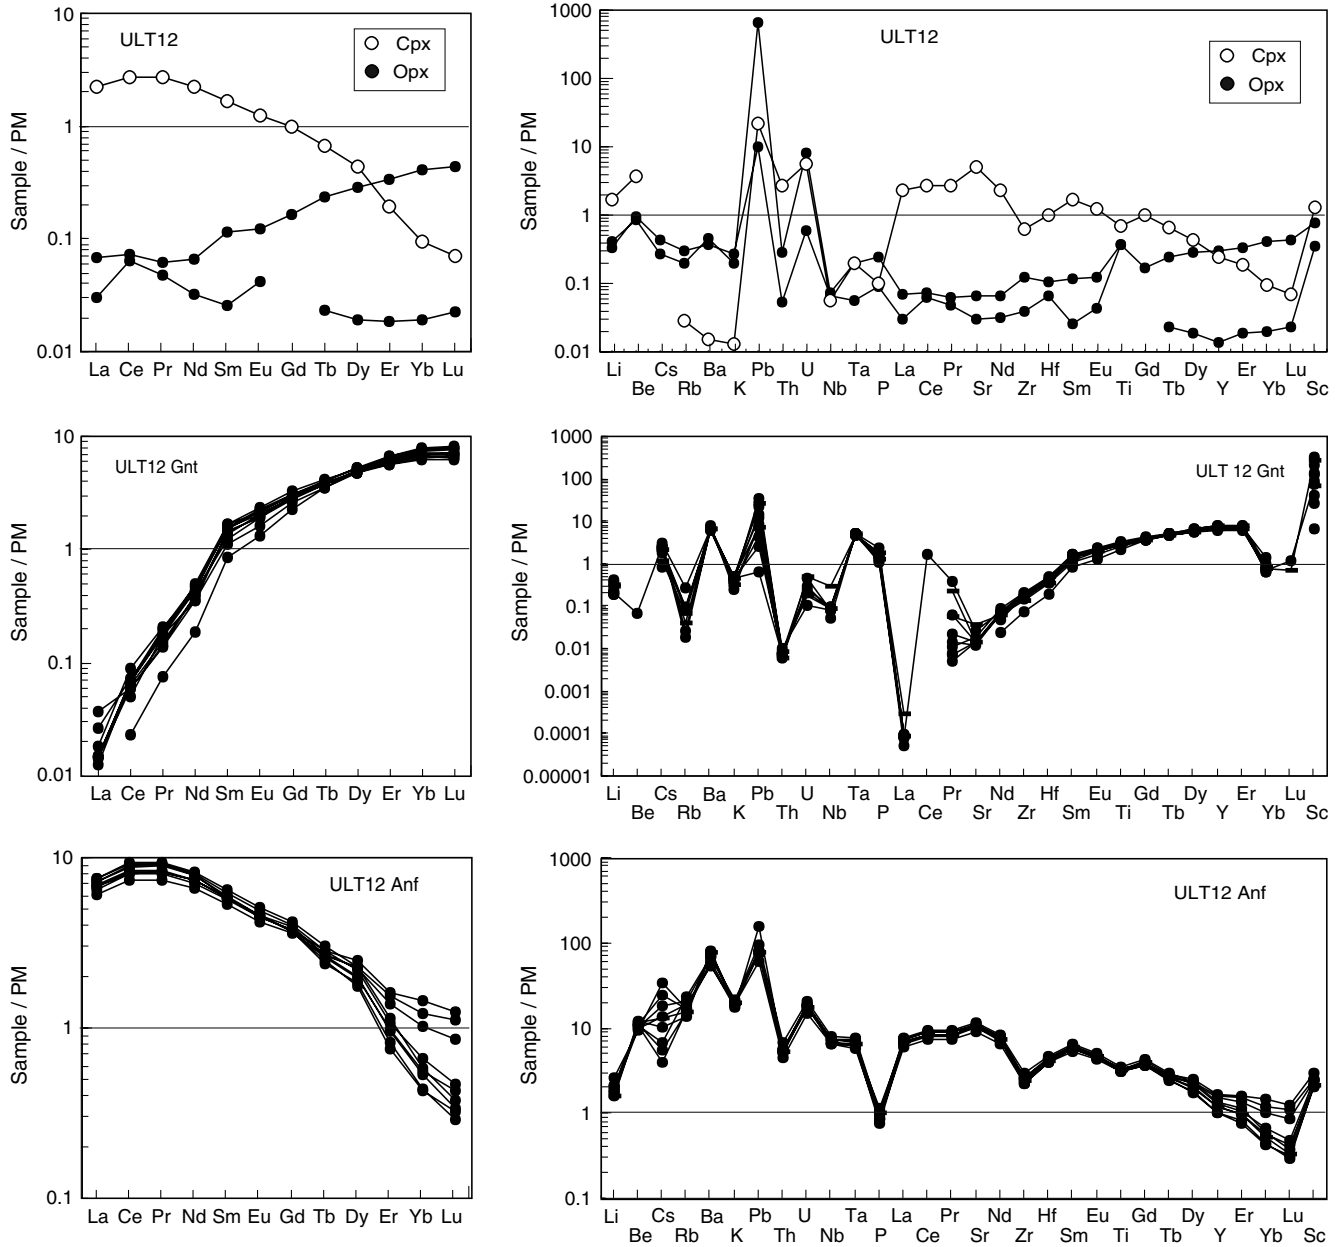 ULT12
Cpx
Opx
Sample / PM
10
1
0.1
0.01
La Ce Pr Nd Sm Eu Gd Tb Dy Er Yb Lu
ULT12
Cpx
Opx
Sample / PM
1000
100
10
1
0.1
0.01
Li Cs Ba Pb U Ta La Pr Nd Hf Eu Gd Dy Er Lu
Be Rb K Th Nb P Ce Sr Zr Sm Ti Tb Y Yb Sc
ULT12 Gnt
Sample / PM
10
1
0.1
0.01
La Ce Pr Nd Sm Eu Gd Tb Dy Er Yb Lu
ULT 12 Gnt
Sample / PM
1000
100
10
1
0.1
0.01
0.0001
0.0001
0.00001
Li Cs Ba Pb U Ta La Pr Nd Hf Eu Gd Dy Er Lu
Be Rb K Th Nb P Ce Sr Zr Sm Ti Tb Y Yb Sc
ULT12 Anf
Sample / PM
10
1
0.1
La Ce Pr Nd Sm Eu Gd Tb Dy Er Yb Lu
ULT12 Anf
Sample / PM
1000
100
10
1
0.1
Li Cs Ba Pb U Ta La Pr Nd Hf Eu Gd Dy Er Lu
Be Rb K Th Nb P Ce Sr Zr Sm Ti Tb Y Yb Sc